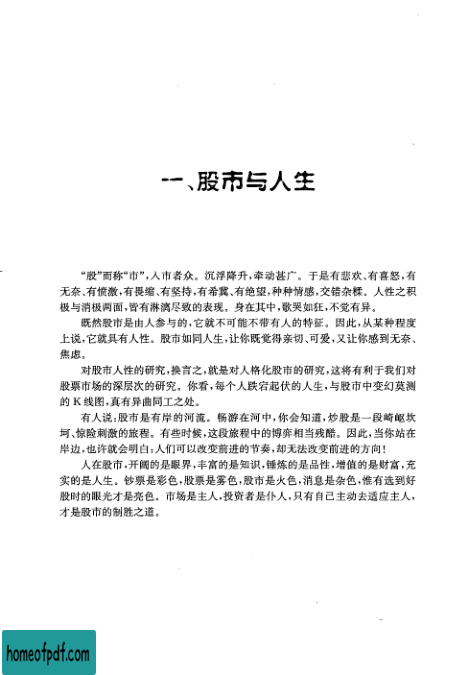 一、股市与人生
“股”而称“市”，入市者众。沉浮降升，牵动甚广。于是有悲欢、有喜怒，有
无奈、有愤激，有畏缩、有坚持，有希冀、有绝望，种种情感，交错杂糅。人性之积
极与消极两面，皆有淋漓尽致的表现。身在其中，歌哭如狂，不觉有异。
既然股市是由人参与的，它就不可能不带有人的特征。因此，从某种程度
上说，它就具有人性。股市如同人生，让你既觉得亲切、可爱，又让你感到无奈、
焦虑。
对股市人性的研究，换言之，就是对人格化股市的研究，这将有利于我们对
股票市场的深层次的研究。你看，每个人跌宕起伏的人生，与股市中变幻莫测
的 K 线图，真有异曲同工之处。
有人说：股市是有岸的河流。畅游在河中，你会知道，炒股是一段崎岖坎
坷、惊险刺激的旅程。有些时候，这段旅程中的博弈相当残酷。因此，当你站在
岸边，也许就会明白：人们可以改变前进的节奏，却无法改变前进的方向！
人在股市，开阔的是眼界，丰富的是知识，锤炼的是品性，增值的是财富，充
实的是人生。钞票是彩色，股票是雾色，股市是火色，消息是杂色，惟有选到好
股时的眼光才是亮色。市场是主人，投资者是仆人，只有自己主动去适应主人，
才是股市的制胜之道。
homeofpdf.com